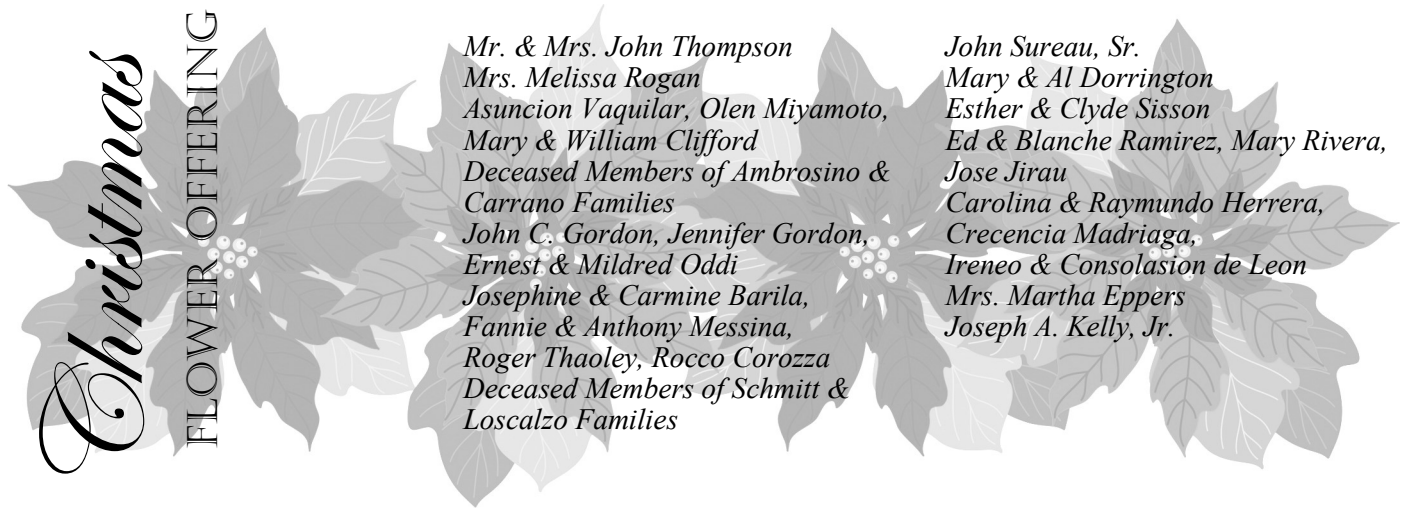 Christmas
FLOWER OFFERING
Mr. & Mrs. John Thompson
Mrs. Melissa Rogan
Asuncion Vaquilar, Olen Miyamoto,
Mary & William Clifford
Deceased Members of Ambrosino &
Carrano Families
John C. Gordon, Jennifer Gordon,
Ernest & Mildred Oddi
Josephine & Carmine Barila,
Fannie & Anthony Messina,
Roger Thaoley, Rocco Corozza
Deceased Members of Schmitt &
Loscalzo Families
John Sureau, Sr.
Mary & Al Dorrington
Esther & Clyde Sisson
Ed & Blanche Ramirez, Mary Rivera,
Jose Jirau
Carolina & Raymundo Herrera,
Crecencia Madriaga,
Ireneo & Consolasion de Leon
Mrs. Martha Eppers
Joseph A. Kelly, Jr.